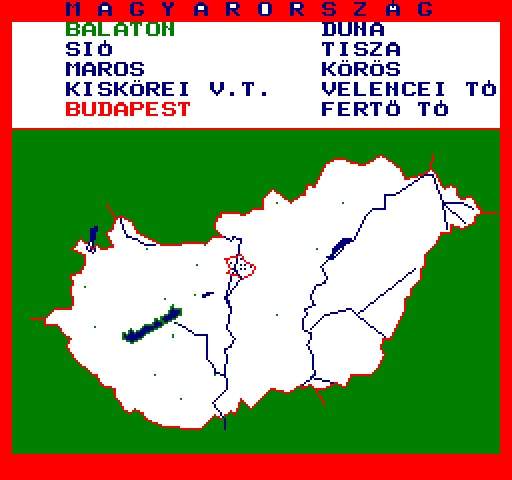 MAGYARORSZÁG
BALATON DUNA
SIÓ TISZA
MAROS KÖRÖS
KISKÖREI V.T. VELENCEI TÓ
BUDAPEST FERTŐ TÓ